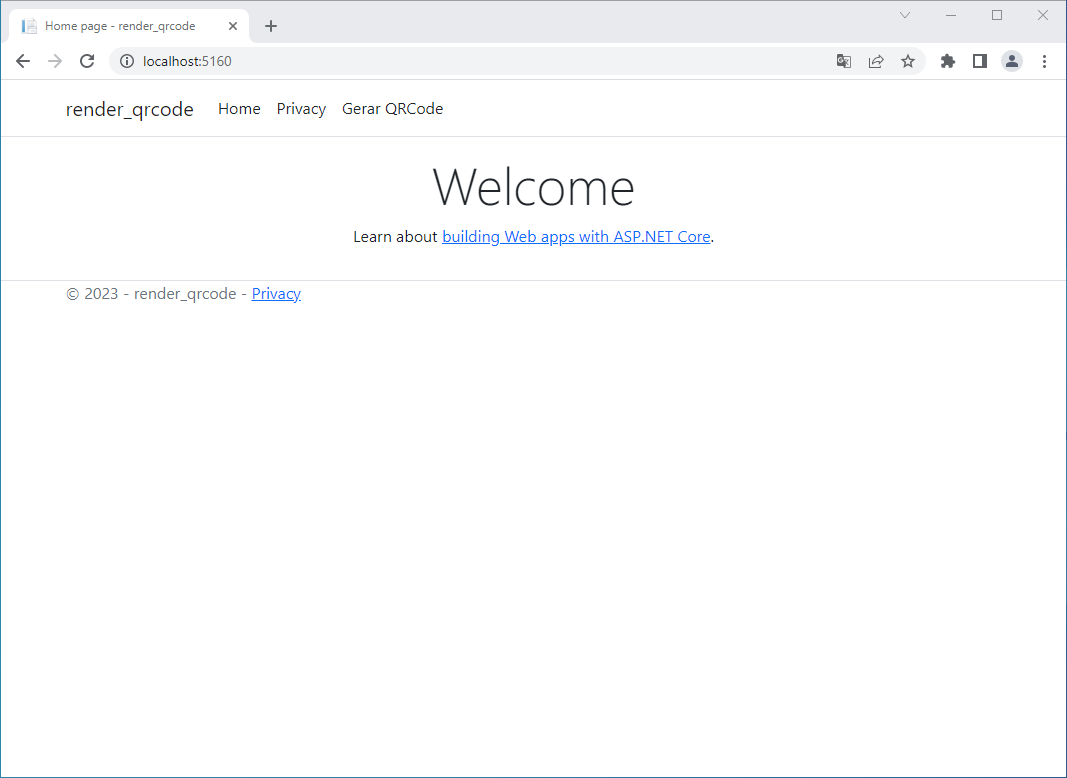 Home page - render_qrcode
localhost:5160
render_qrcode Home Privacy Gerar QRCode
Welcome
Learn about building Web apps with ASP.NET Core.
© 2023 - render_qrcode - Privacy